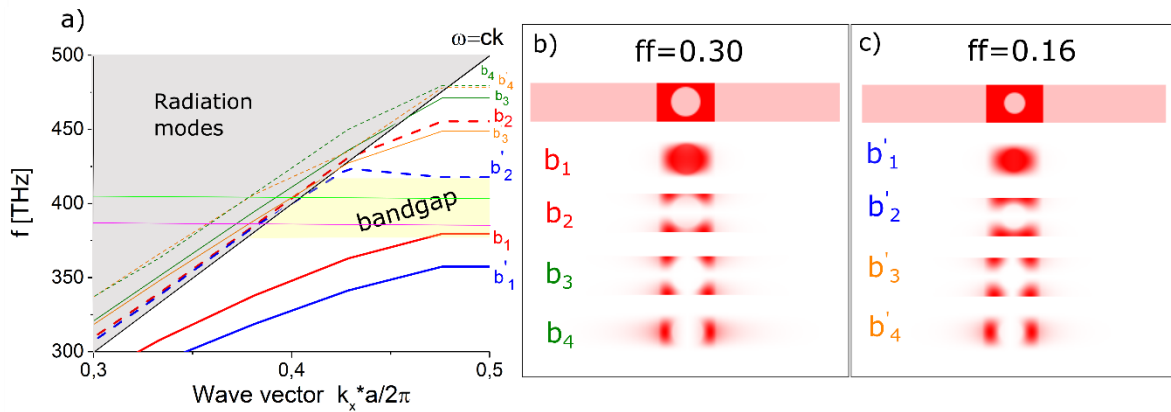 a)
ω=ck
500
450
400
350
300
f [THz]
Radiation
modes
bandgap
b₄
b'₄
b₃
b₂
b₃
b'₂
b₁
b'₁
0,3
0,4
0,5
Wave vector kₓ*a/2π
b)
ff=0.30
b₁
b₂
b₃
b₄
c)
ff=0.16
b'₁
b'₂
b'₃
b'₄